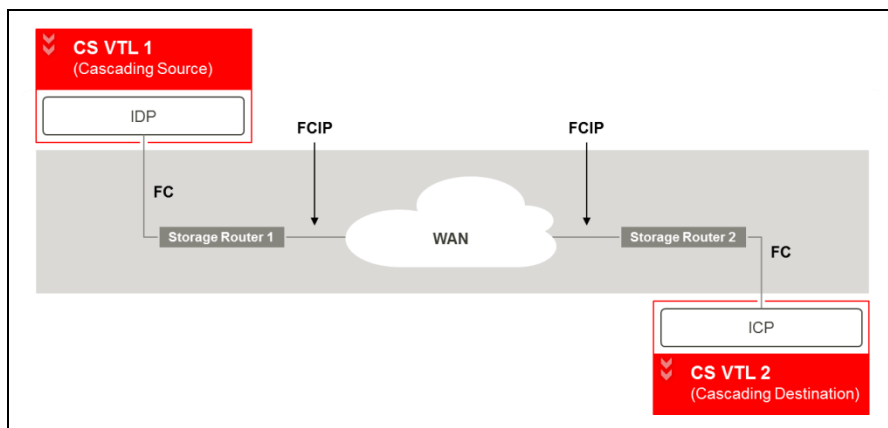 CS VTL 1
(Cascading Source)
IDP
FCIP
FCIP
FC
Storage Router 1
WAN
Storage Router 2
FC
ICP
CS VTL 2
(Cascading Destination)